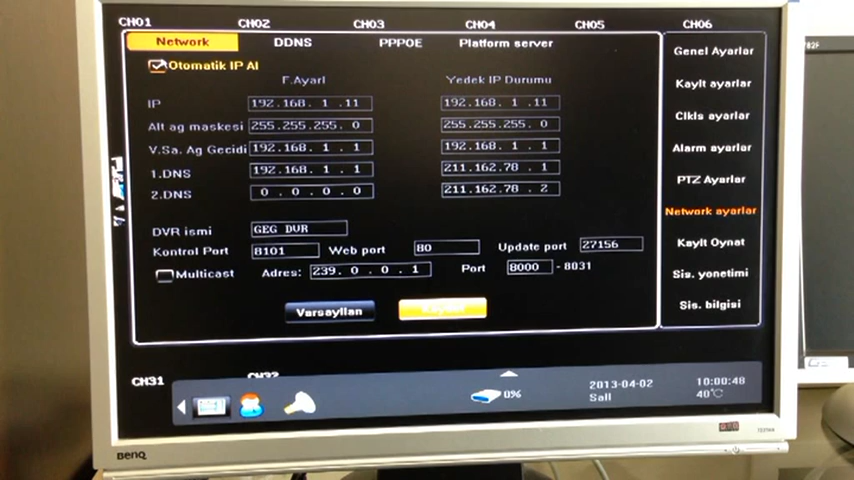 CH01 CH02 CH03 CH04 CH05 CH06
Network DDNS PPPOE Platform server
Otomatik IP Al
F.Ayarl Yedek IP Durumu
IP 192.168. 1 .11 192.168. 1 .11
Alt ag maskesi 255.255.255. 0 255.255.255. 0
V.Sa. Ag Gecidi 192.168. 1 . 1 192.168. 1 . 1
1.DNS 192.168. 1 . 1 211.162.78 . 1
2.DNS 0 . 0 . 0 . 0 211.162.78 . 2
DVR ismi GEG DVR
Kontrol Port 8101 Web port 80 Update port 27156
Multicast Adres: 239. 0 . 0 . 1 Port 8000 - 8031
Varsayllan
Genel Ayarlar
Kaylt ayarlar
Clkls ayarlar
Alarm ayarlar
PTZ Ayarlar
Network ayarlar
Kaylt Oynat
Sis. yonetimi
Sis. bilgisi
CH31 CH32
0% 2013-04-02 10:00:48
Sall 40℃
BenQ